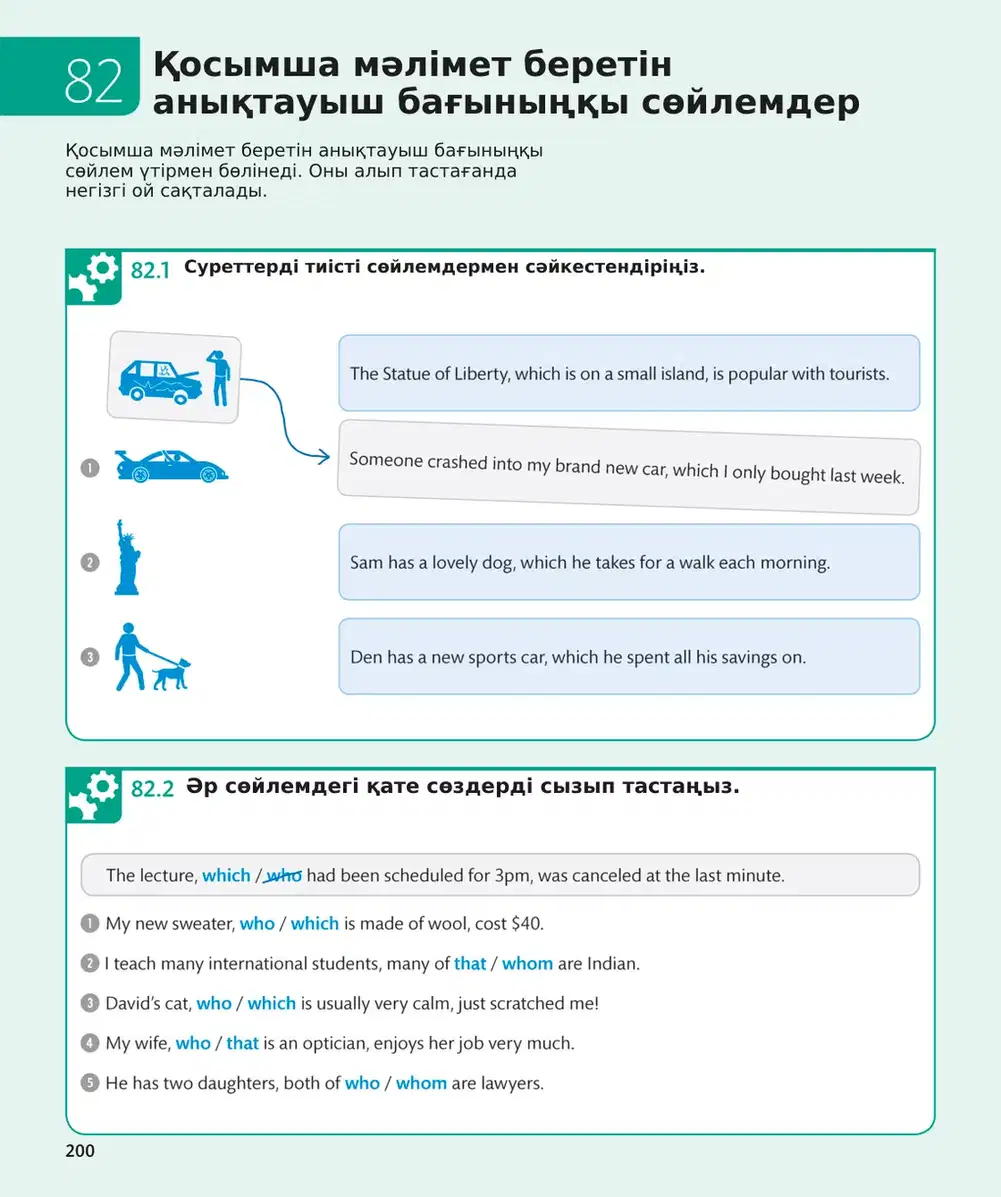 82
Қосымша мәлімет беретін
анықтауыш бағыныңқы сөйлемдер
Қосымша мәлімет беретін анықтауыш бағыныңқы
сөйлем үтірмен бөлінеді. Оны алып тастағанда
негізгі ой сақталады.
82.1 Суреттерді тиісті сөйлемдермен сәйкестендіріңіз.
The Statue of Liberty, which is on a small island, is popular with tourists.
Someone crashed into my brand new car, which I only bought last week.
1
2
Sam has a lovely dog, which he takes for a walk each morning.
3
Den has a new sports car, which he spent all his savings on.
82.2 Әр сөйлемдегі қате сөздерді сызып тастаңыз.
The lecture, which / who had been scheduled for 3pm, was canceled at the last minute.
1 My new sweater, who / which is made of wool, cost $40.
2 I teach many international students, many of that / whom are Indian.
3 David's cat, who / which is usually very calm, just scratched me!
4 My wife, who / that is an optician, enjoys her job very much.
5 He has two daughters, both of who / whom are lawyers.
200